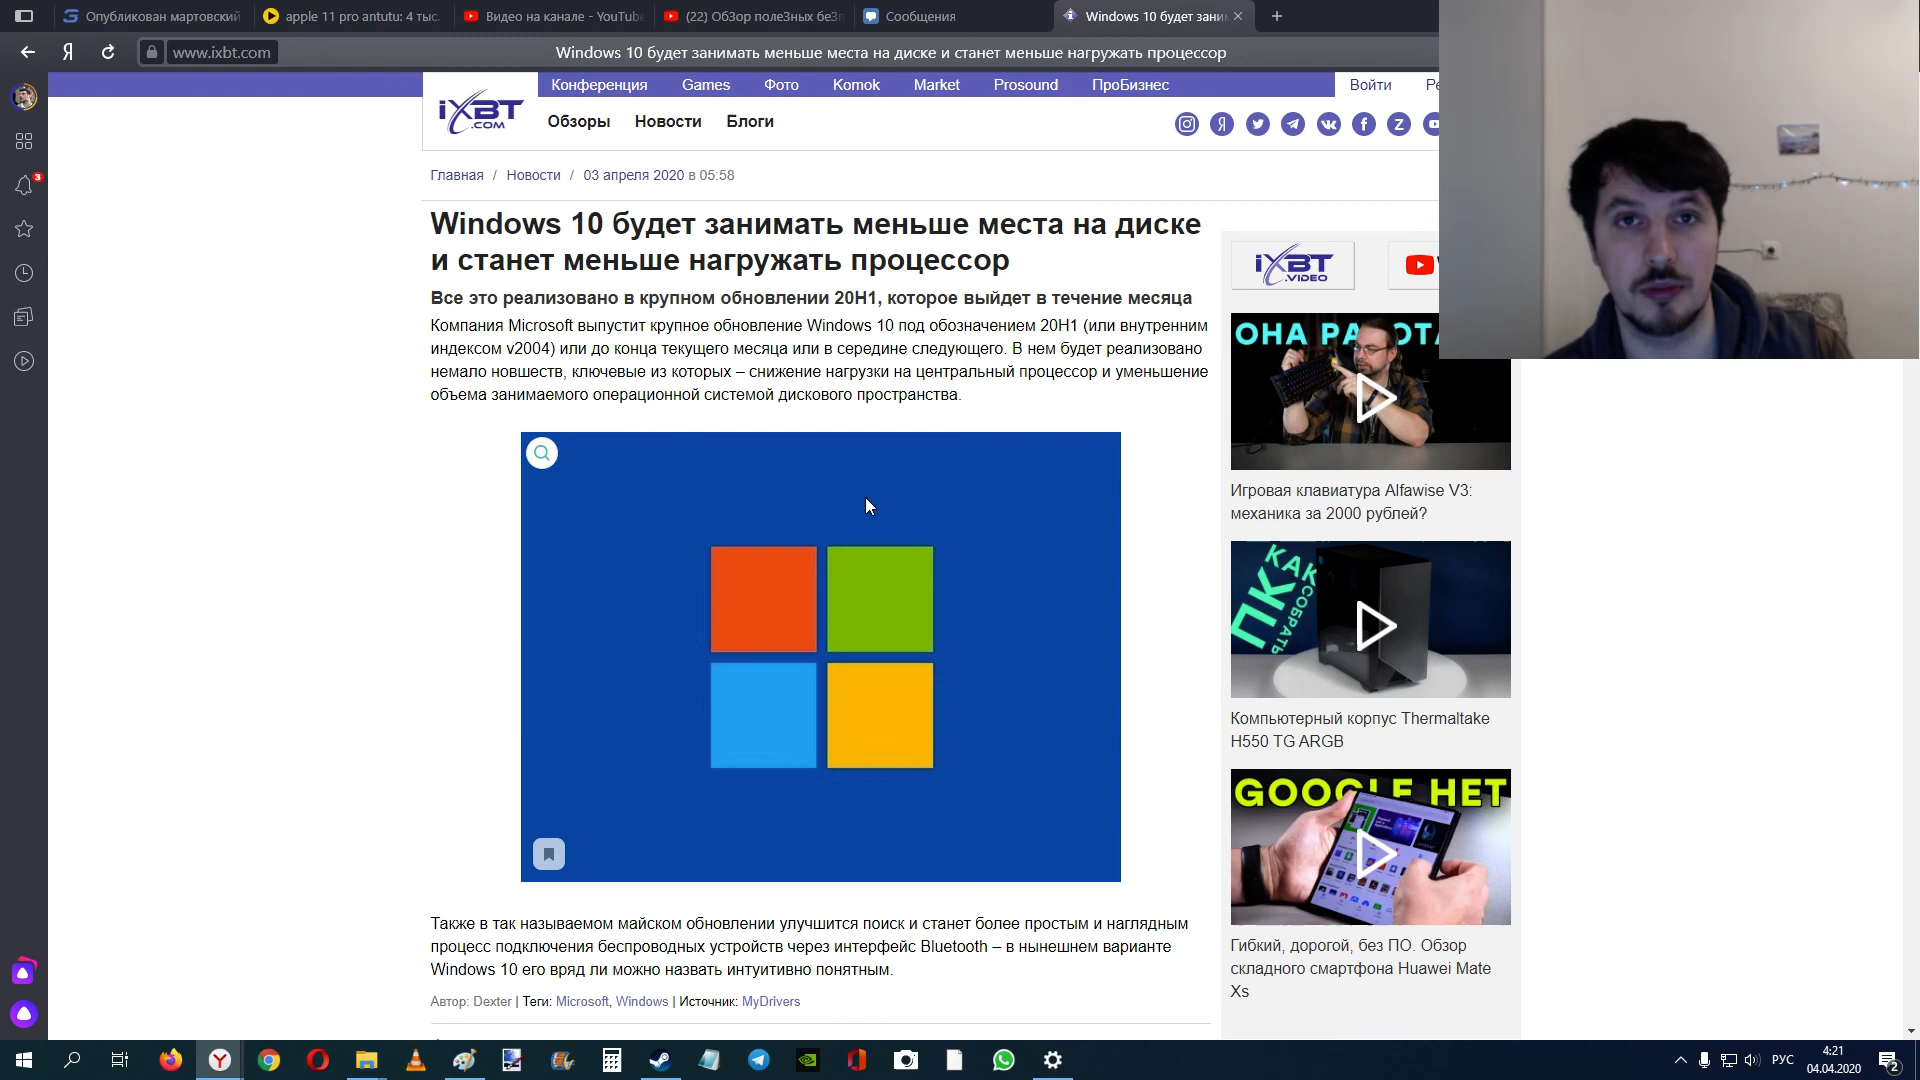 Опубликован мартовский
apple 11 pro antutu: 4 тыс.
Видео на канале - YouTube
(22) Обзор полезных без
Сообщения
Windows 10 будет зани
Я
www.ixbt.com
Windows 10 будет занимать меньше места на диске и станет меньше нагружать процессор
3
Конференция
Games
Фото
Komok
Market
Prosound
ПроБизнес
Войти
Ре
iXBT
.COM
Обзоры
Новости
Блоги
Главная / Новости / 03 апреля 2020 в 05:58
Windows 10 будет занимать меньше места на диске
и станет меньше нагружать процессор
Все это реализовано в крупном обновлении 20H1, которое выйдет в течение месяца
Компания Microsoft выпустит крупное обновление Windows 10 под обозначением 20H1 (или внутренним
индексом v2004) или до конца текущего месяца или в середине следующего. В нем будет реализовано
немало новшеств, ключевые из которых – снижение нагрузки на центральный процессор и уменьшение
объема занимаемого операционной системой дискового пространства.
Также в так называемом майском обновлении улучшится поиск и станет более простым и наглядным
процесс подключения беспроводных устройств через интерфейс Bluetooth – в нынешнем варианте
Windows 10 его вряд ли можно назвать интуитивно понятным.
Автор: Dexter | Теги: Microsoft, Windows | Источник: MyDrivers
iXBT
.VIDEO
ОНА РАБОТА
Игровая клавиатура Alfawise V3:
механика за 2000 рублей?
КАК
СОБРАТЬ
ПК
Компьютерный корпус Thermaltake
H550 TG ARGB
GOOGLE НЕТ
Гибкий, дорогой, без ПО. Обзор
складного смартфона Huawei Mate
Xs
РУС
4:21
04.04.2020
2